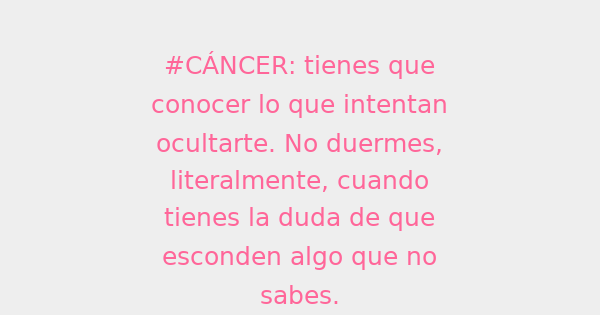 #CÁNCER: tienes que
conocer lo que intentan
ocultarte. No duermes,
literalmente, cuando
tienes la duda de que
esconden algo que no
sabes.